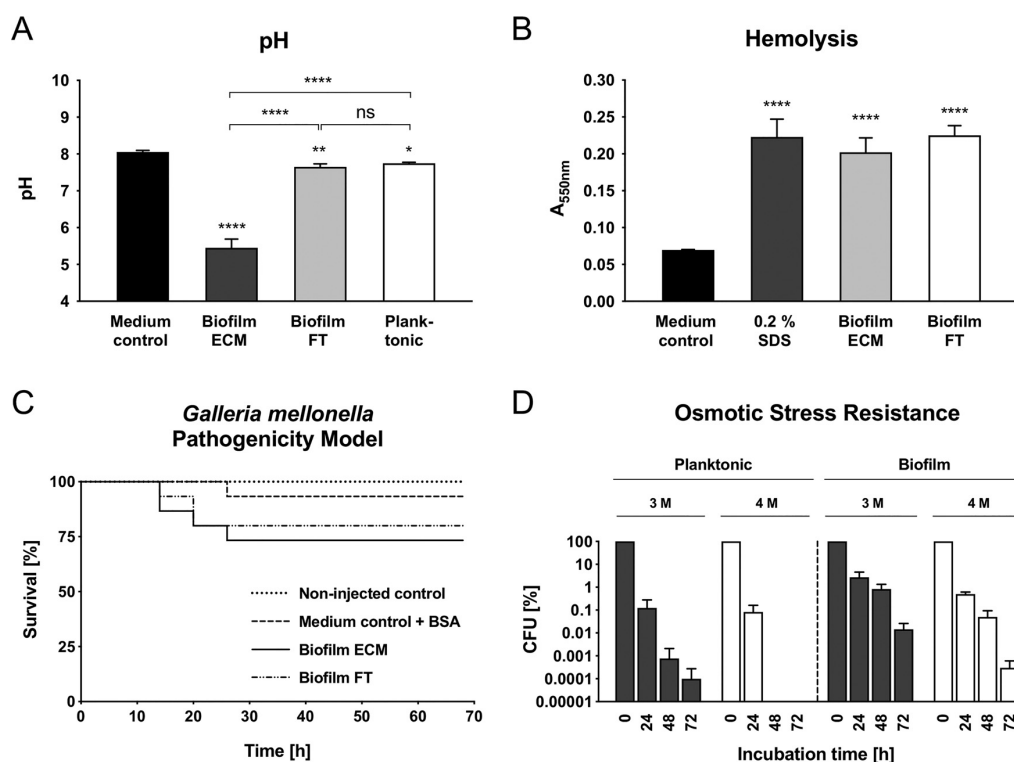 A
pH
pH
10
9
8
7
6
5
4
****
****
ns
****
**
*
Medium control
Biofilm ECM
Biofilm FT
Plank-tonic
B
Hemolysis
A550nm
0.30
0.25
0.20
0.15
0.10
0.05
0.00
****
****
****
Medium control
0.2 % SDS
Biofilm ECM
Biofilm FT
C
Galleria mellonella
Pathogenicity Model
Survival [%]
100
75
50
25
0
Non-injected control
Medium control + BSA
Biofilm ECM
Biofilm FT
0 10 20 30 40 50 60 70
Time [h]
D
Osmotic Stress Resistance
Planktonic Biofilm
3 M 4 M 3 M 4 M
CFU [%]
100
10
1
0.1
0.01
0.001
0.0001
0.00001
0 24 48 72 0 24 48 72 0 24 48 72 0 24 48 72
Incubation time [h]